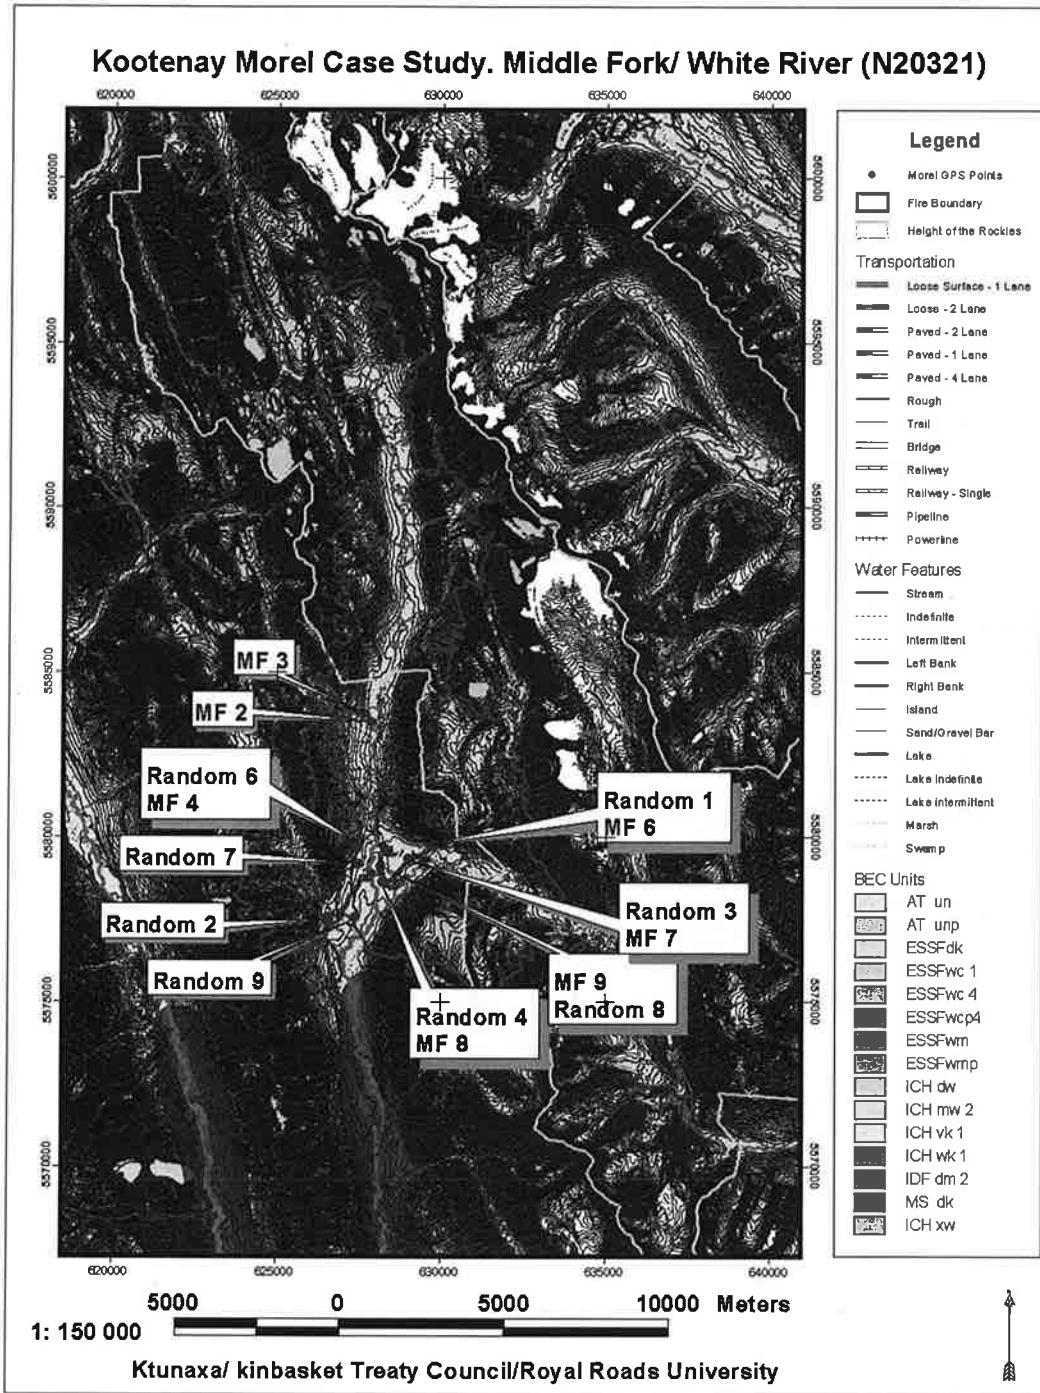 Kootenay Morel Case Study. Middle Fork/ White River (N20321)
620000 625000 630000 635000 640000
5600000
5595000
5590000
5585000
5580000
5575000
5570000
5600000
5595000
5590000
5585000
5580000
5575000
5570000
MF 3
MF 2
Random 6
MF 4
Random 7
Random 2
Random 9
Random 1
MF 6
Random 3
MF 7
MF 9
Random 8
Random 4
MF 8
620000 625000 630000 635000 640000
Legend
Morel GPS Points
Fire Boundary
Height of the Rockies
Transportation
Loose Surface - 1 Lane
Loose - 2 Lane
Paved - 2 Lane
Paved - 1 Lane
Paved - 4 Lane
Rough
Trail
Bridge
Railway
Railway - Single
Pipeline
Powerline
Water Features
Stream
Indefinite
Intermittent
Left Bank
Right Bank
Island
Sand/Gravel Bar
Lake
Lake Indefinite
Lake intermittent
Marsh
Swamp
BEC Units
AT un
AT unp
ESSFdk
ESSFwc 1
ESSFwc 4
ESSFwcp4
ESSFwm
ESSFwmp
ICH dw
ICH mw 2
ICH vk 1
ICH wk 1
IDF dm 2
MS dk
ICH xw
5000 0 5000 10000 Meters
1: 150 000
Ktunaxa/ kinbasket Treaty Council/Royal Roads University